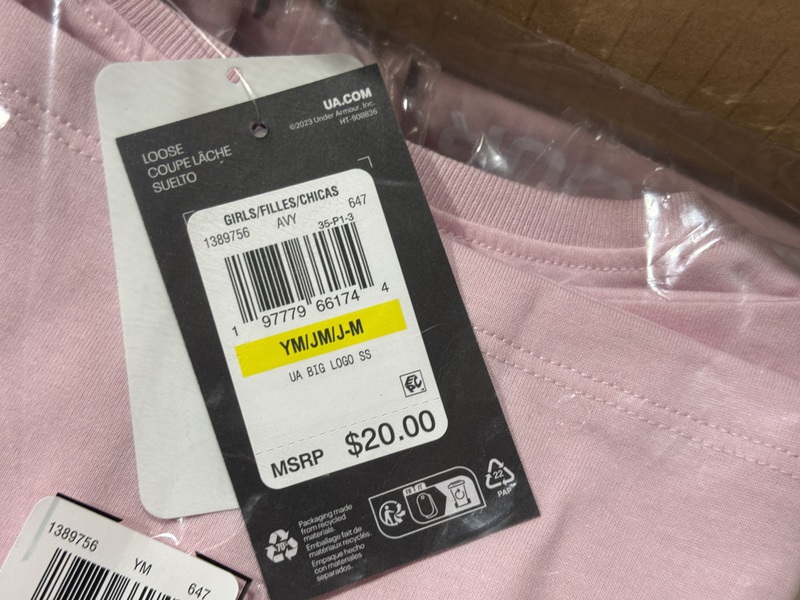 UA.COM
©2023 Under Armour, Inc.
HT-908836
LOOSE
COUPE LÂCHE
SUELTO
GIRLS/FILLES/CHICAS
1389756 AVY 647
35-P1-3
1 97779 66174 4
YM/JM/J-M
UA BIG LOGO SS
MSRP $20.00
Packaging made
from recycled
materials.
Emballage fait de
matériaux recyclés.
Empaque hecho
con materiales
separados.
22
PAP
1389756 YM 647